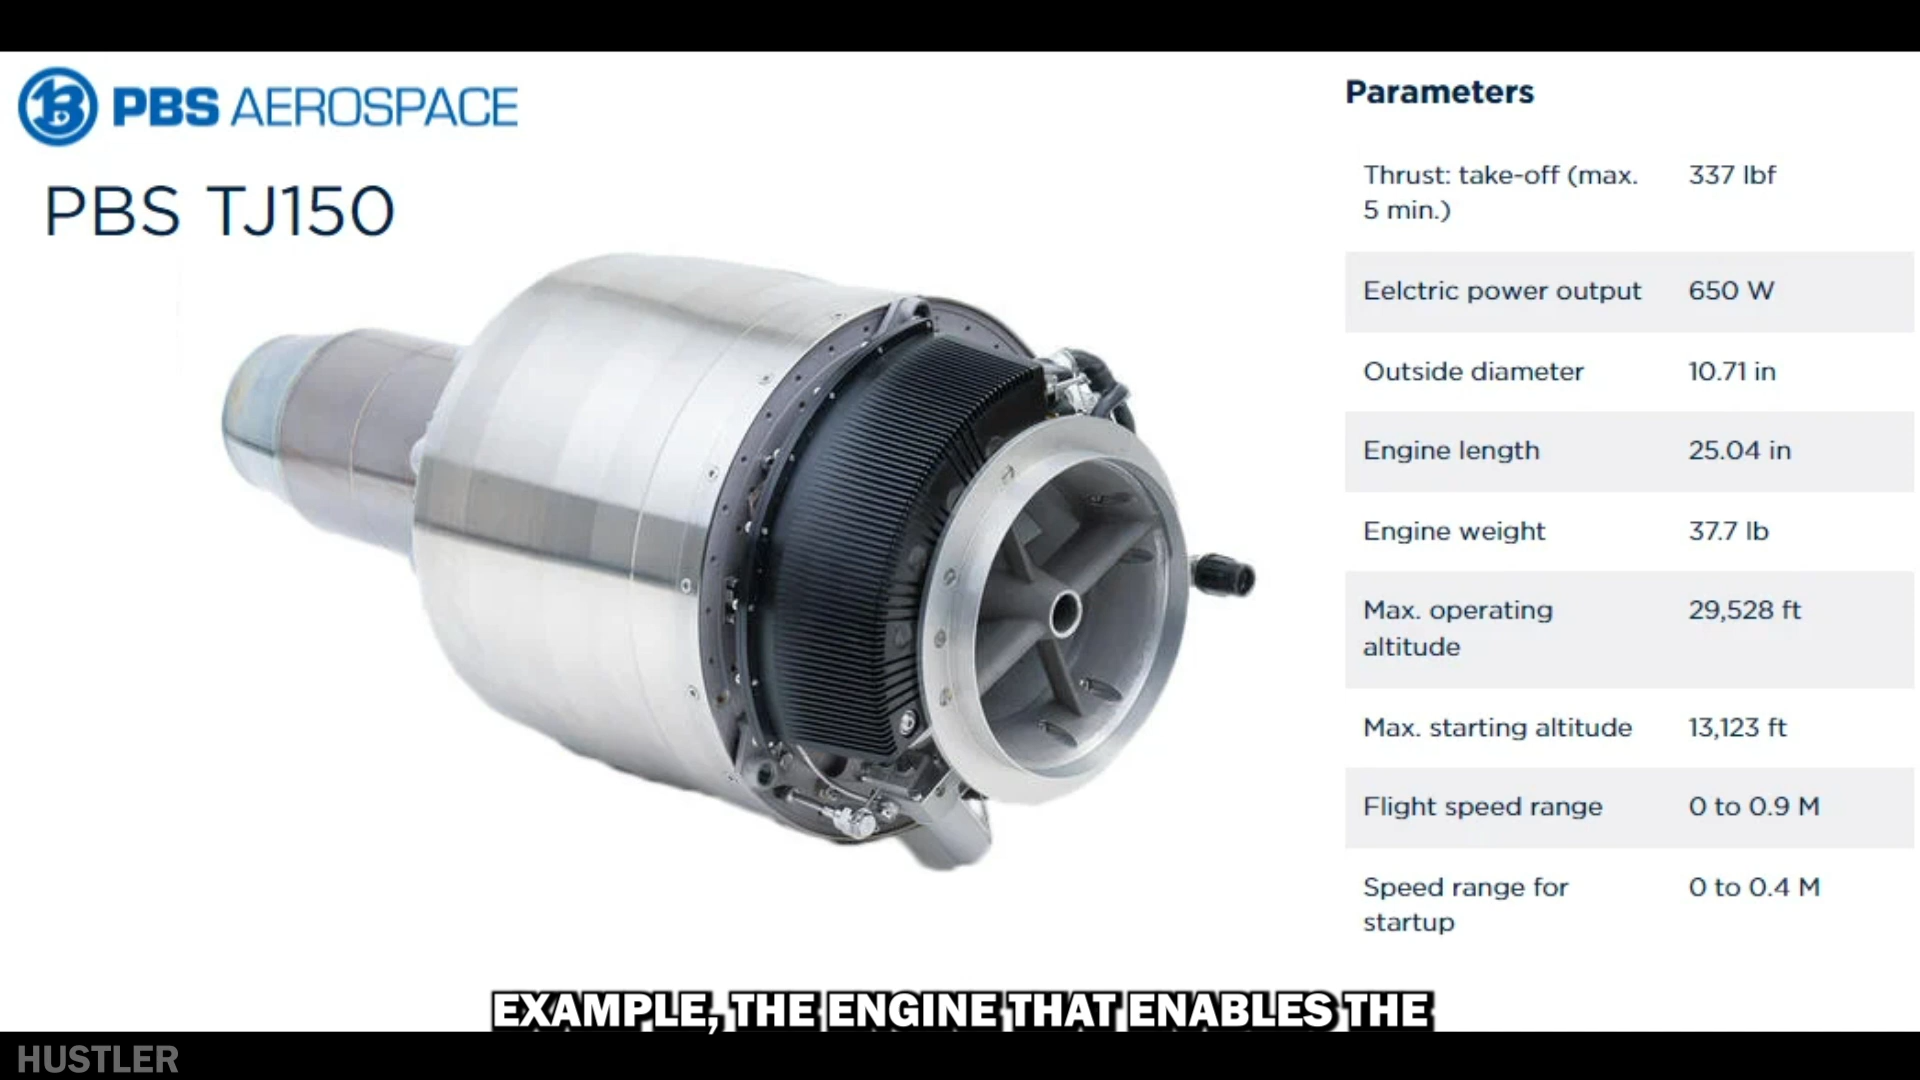 PBS AEROSPACE
PBS TJ150
Parameters
Thrust: take-off (max. 337 lbf
5 min.)
Eelctric power output 650 W
Outside diameter 10.71 in
Engine length 25.04 in
Engine weight 37.7 lb
Max. operating 29,528 ft
altitude
Max. starting altitude 13,123 ft
Flight speed range 0 to 0.9 M
Speed range for 0 to 0.4 M
startup
EXAMPLE, THE ENGINE THAT ENABLES THE
HUSTLER